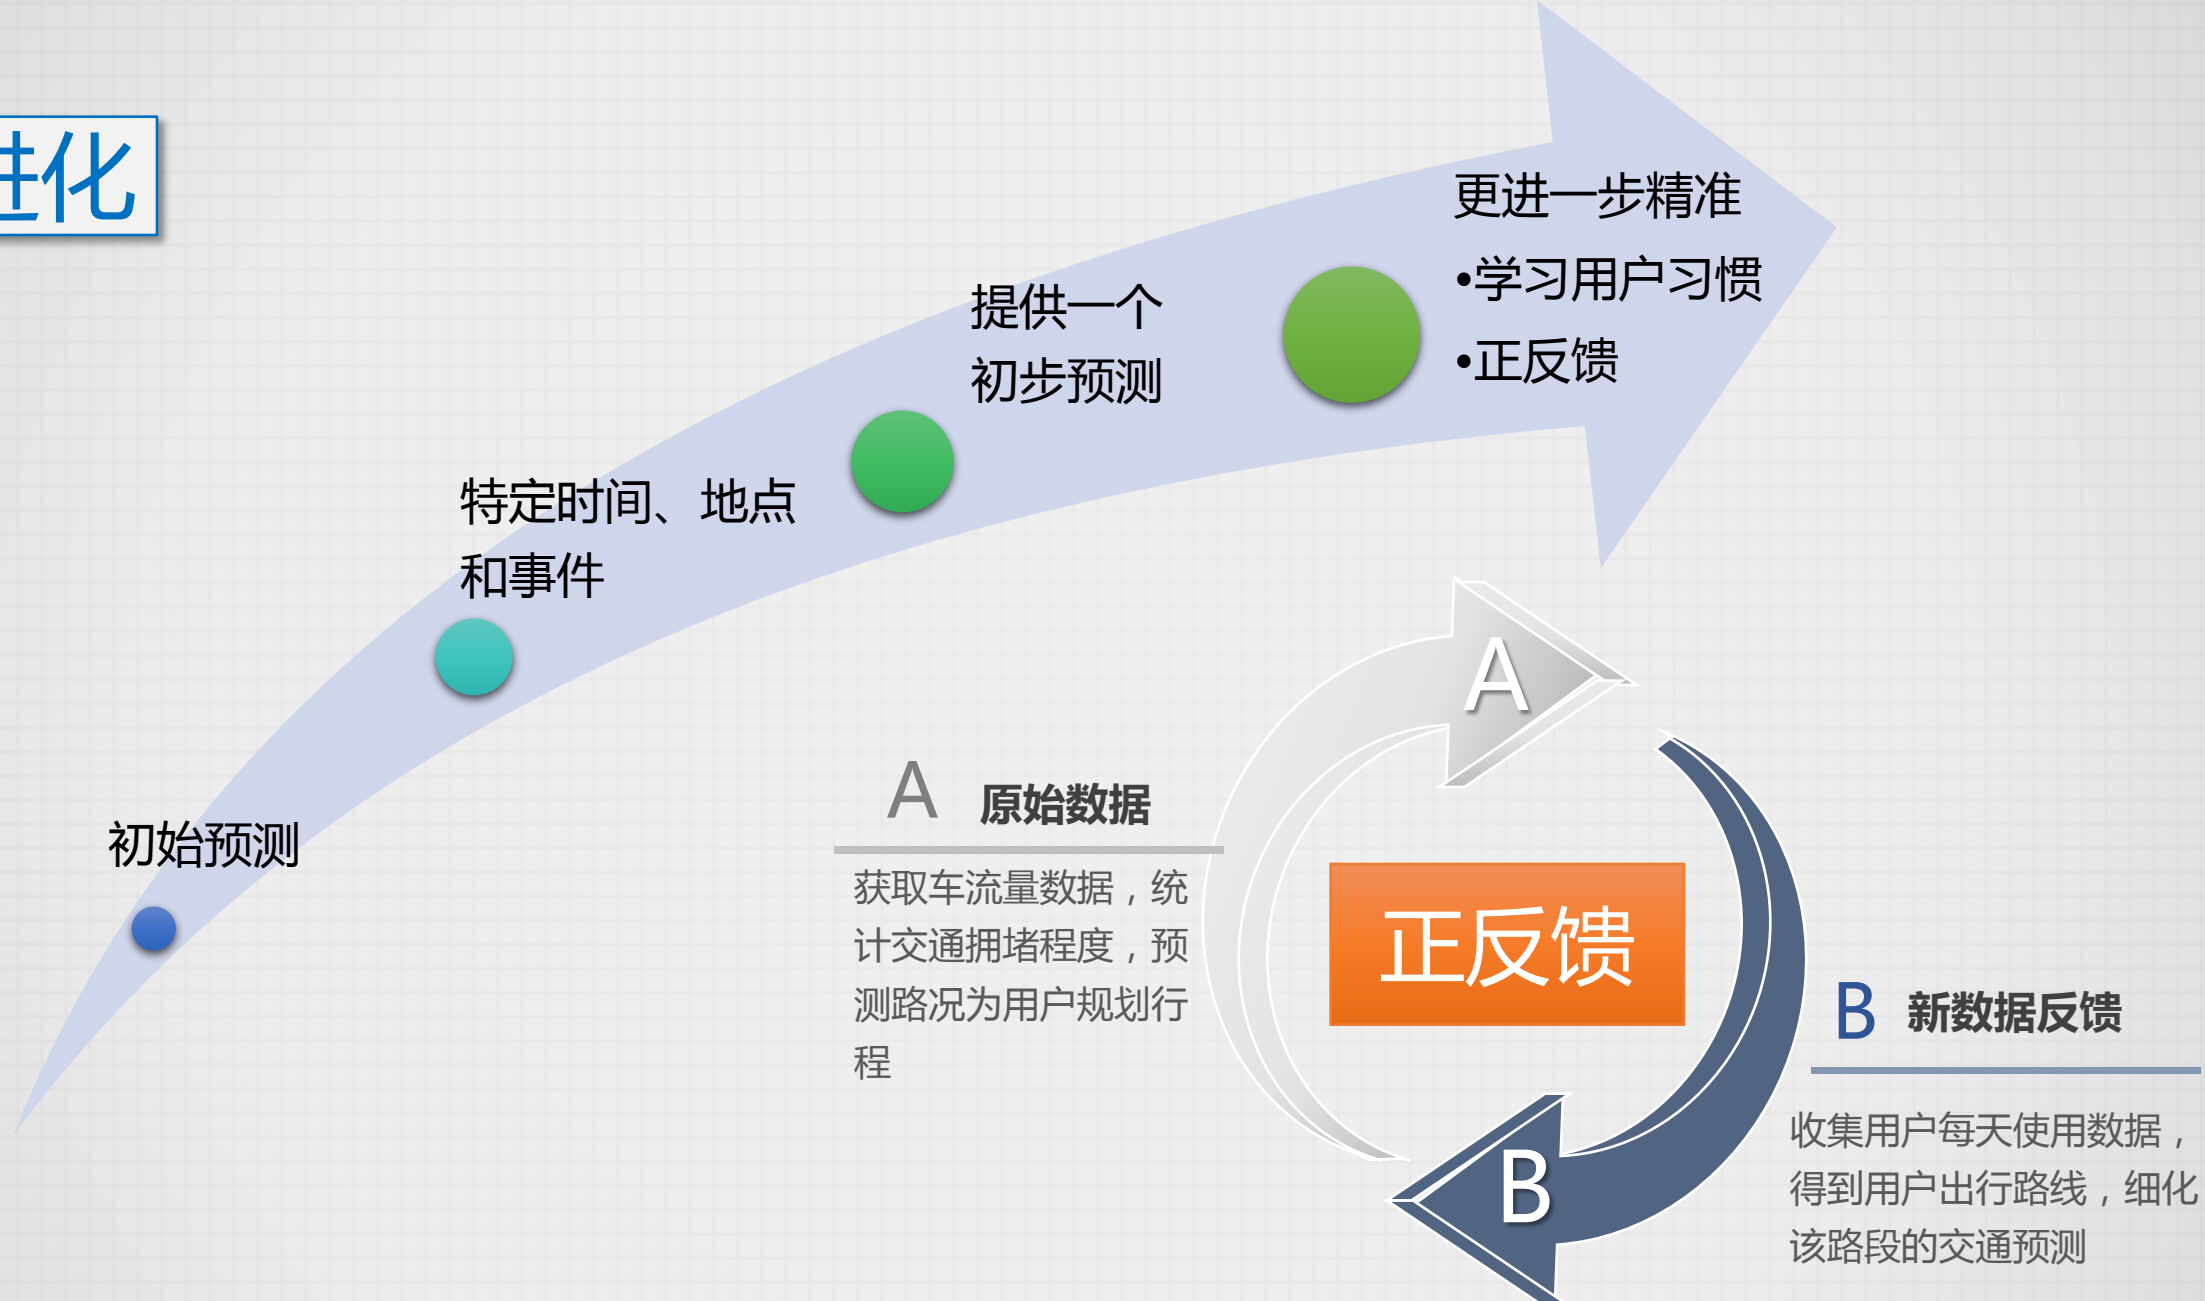 进化
更进一步精准
•学习用户习惯
•正反馈
提供一个
初步预测
特定时间、地点
和事件
初始预测
A
A 原始数据
获取车流量数据，统
计交通拥堵程度，预
测路况为用户规划行
程
正反馈
B 新数据反馈
收集用户每天使用数据，
得到用户出行路线，细化
该路段的交通预测
B